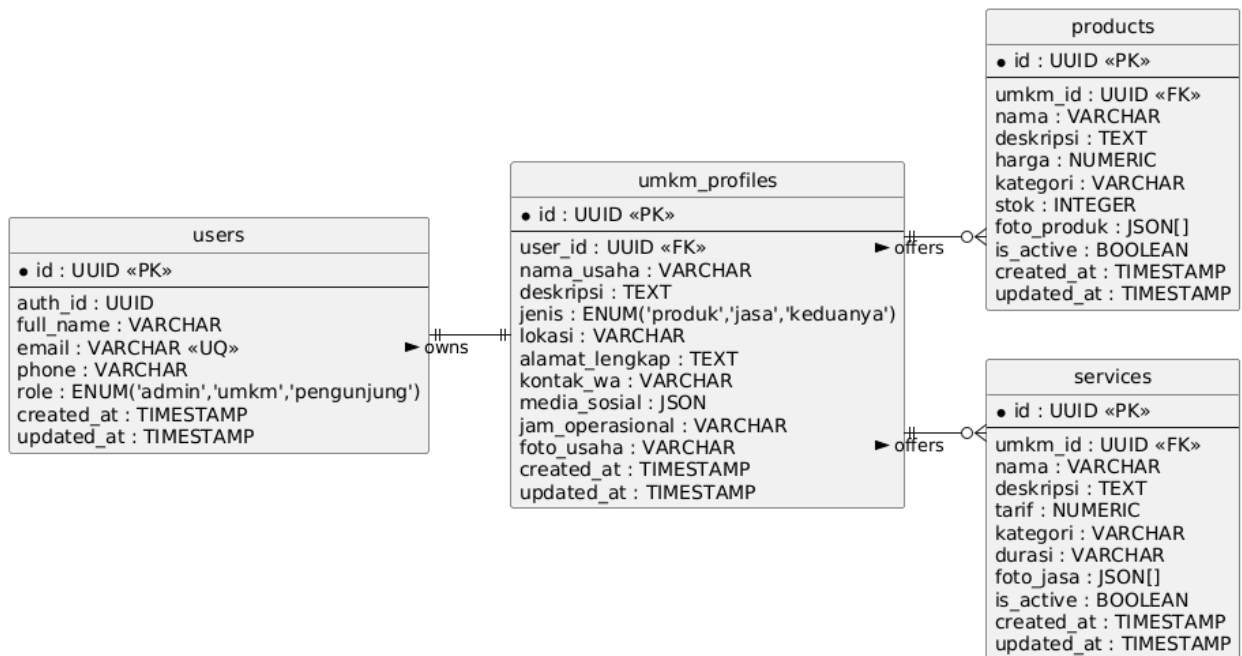 users
id : UUID «PK»
auth_id : UUID
full_name : VARCHAR
email : VARCHAR «UQ»
phone : VARCHAR
role : ENUM('admin','umkm','pengunjung')
created_at : TIMESTAMP
updated_at : TIMESTAMP
owns
umkm_profiles
id : UUID «PK»
user_id : UUID «FK»
nama_usaha : VARCHAR
deskripsi : TEXT
jenis : ENUM('produk','jasa','keduanya')
lokasi : VARCHAR
alamat_lengkap : TEXT
kontak_wa : VARCHAR
media_sosial : JSON
jam_operasional : VARCHAR
foto_usaha : VARCHAR
created_at : TIMESTAMP
updated_at : TIMESTAMP
offers
offers
products
id : UUID «PK»
umkm_id : UUID «FK»
nama : VARCHAR
deskripsi : TEXT
harga : NUMERIC
kategori : VARCHAR
stok : INTEGER
foto_produk : JSON[]
is_active : BOOLEAN
created_at : TIMESTAMP
updated_at : TIMESTAMP
services
id : UUID «PK»
umkm_id : UUID «FK»
nama : VARCHAR
deskripsi : TEXT
tarif : NUMERIC
kategori : VARCHAR
durasi : VARCHAR
foto_jasa : JSON[]
is_active : BOOLEAN
created_at : TIMESTAMP
updated_at : TIMESTAMP